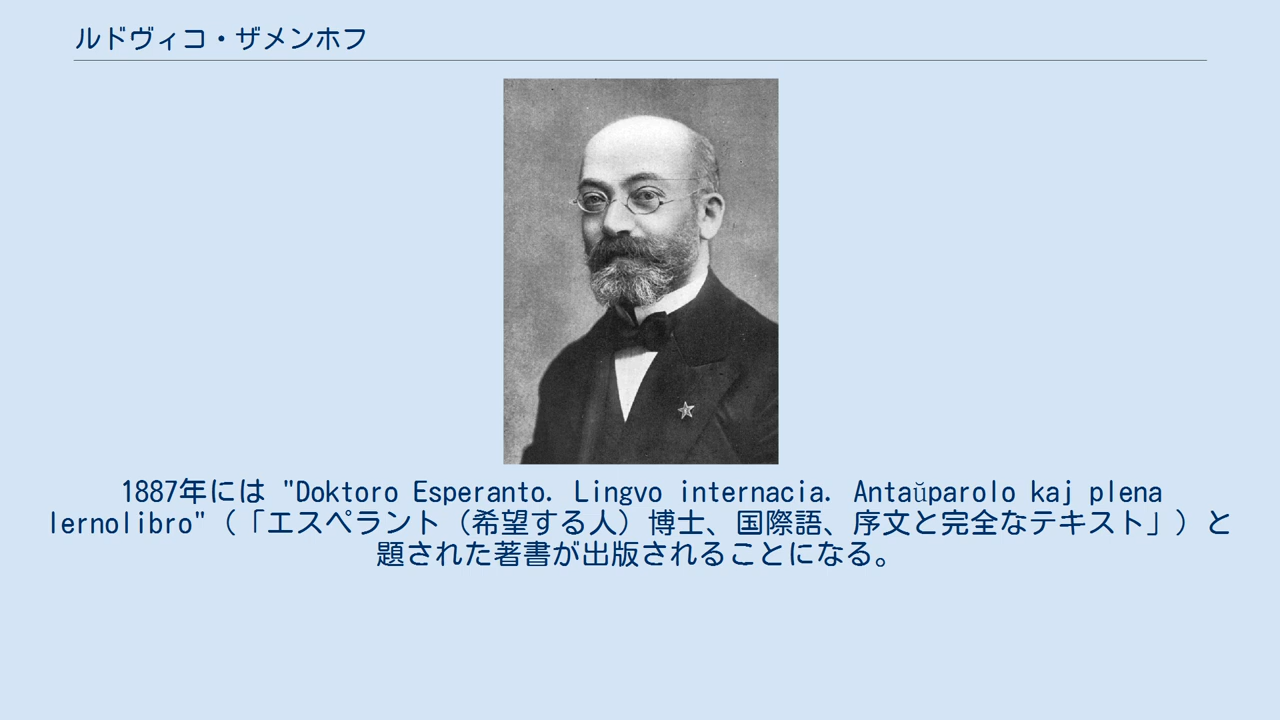 ルドヴィコ・ザメンホフ
1887年には "Doktoro Esperanto. Lingvo internacia. Antaŭparolo kaj plena
lernolibro"（「エスペラント（希望する人）博士、国際語、序文と完全なテキスト」）と
題された著書が出版されることになる。